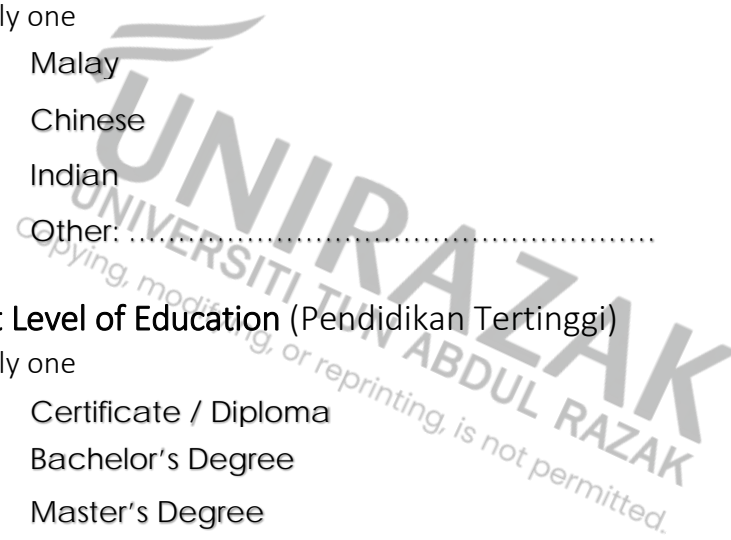 ly one
Malay
Chinese
Indian
Other: ....................................................
t Level of Education (Pendidikan Tertinggi)
ly one
Certificate / Diploma
Bachelor's Degree
Master's Degree
UNIRAZAK
UNIVERSITI TUN ABDUL RAZAK
Copying, modifying, or reprinting, is not permitted.